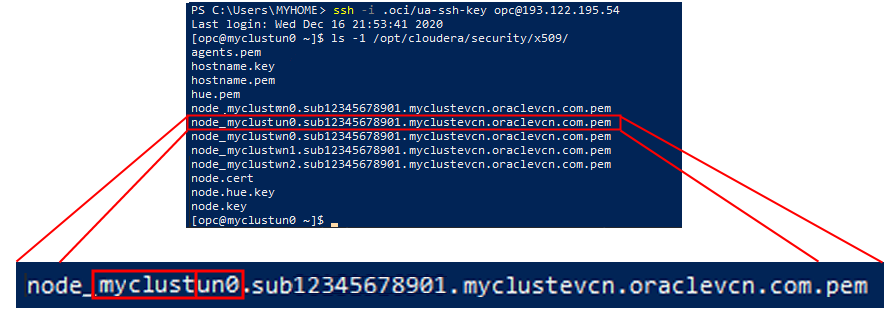 PS C:\Users\MYHOME> ssh -i .oci/ua-ssh-key opc@193.122.195.54
Last login: Wed Dec 16 21:53:41 2020
[opc@myclustun0 ~]$ ls -1 /opt/cloudera/security/x509/
agents.pem
hostname.key
hostname.pem
hue.pem
node_myclustmn0.sub12345678901.myclustevcn.oraclevcn.com.pem
node_myclustun0.sub12345678901.myclustevcn.oraclevcn.com.pem
node_myclustwn0.sub12345678901.myclustevcn.oraclevcn.com.pem
node_myclustwn1.sub12345678901.myclustevcn.oraclevcn.com.pem
node_myclustwn2.sub12345678901.myclustevcn.oraclevcn.com.pem
node.cert
node.hue.key
node.key
[opc@myclustun0 ~]$
node_myclustun0.sub12345678901.myclustevcn.oraclevcn.com.pem